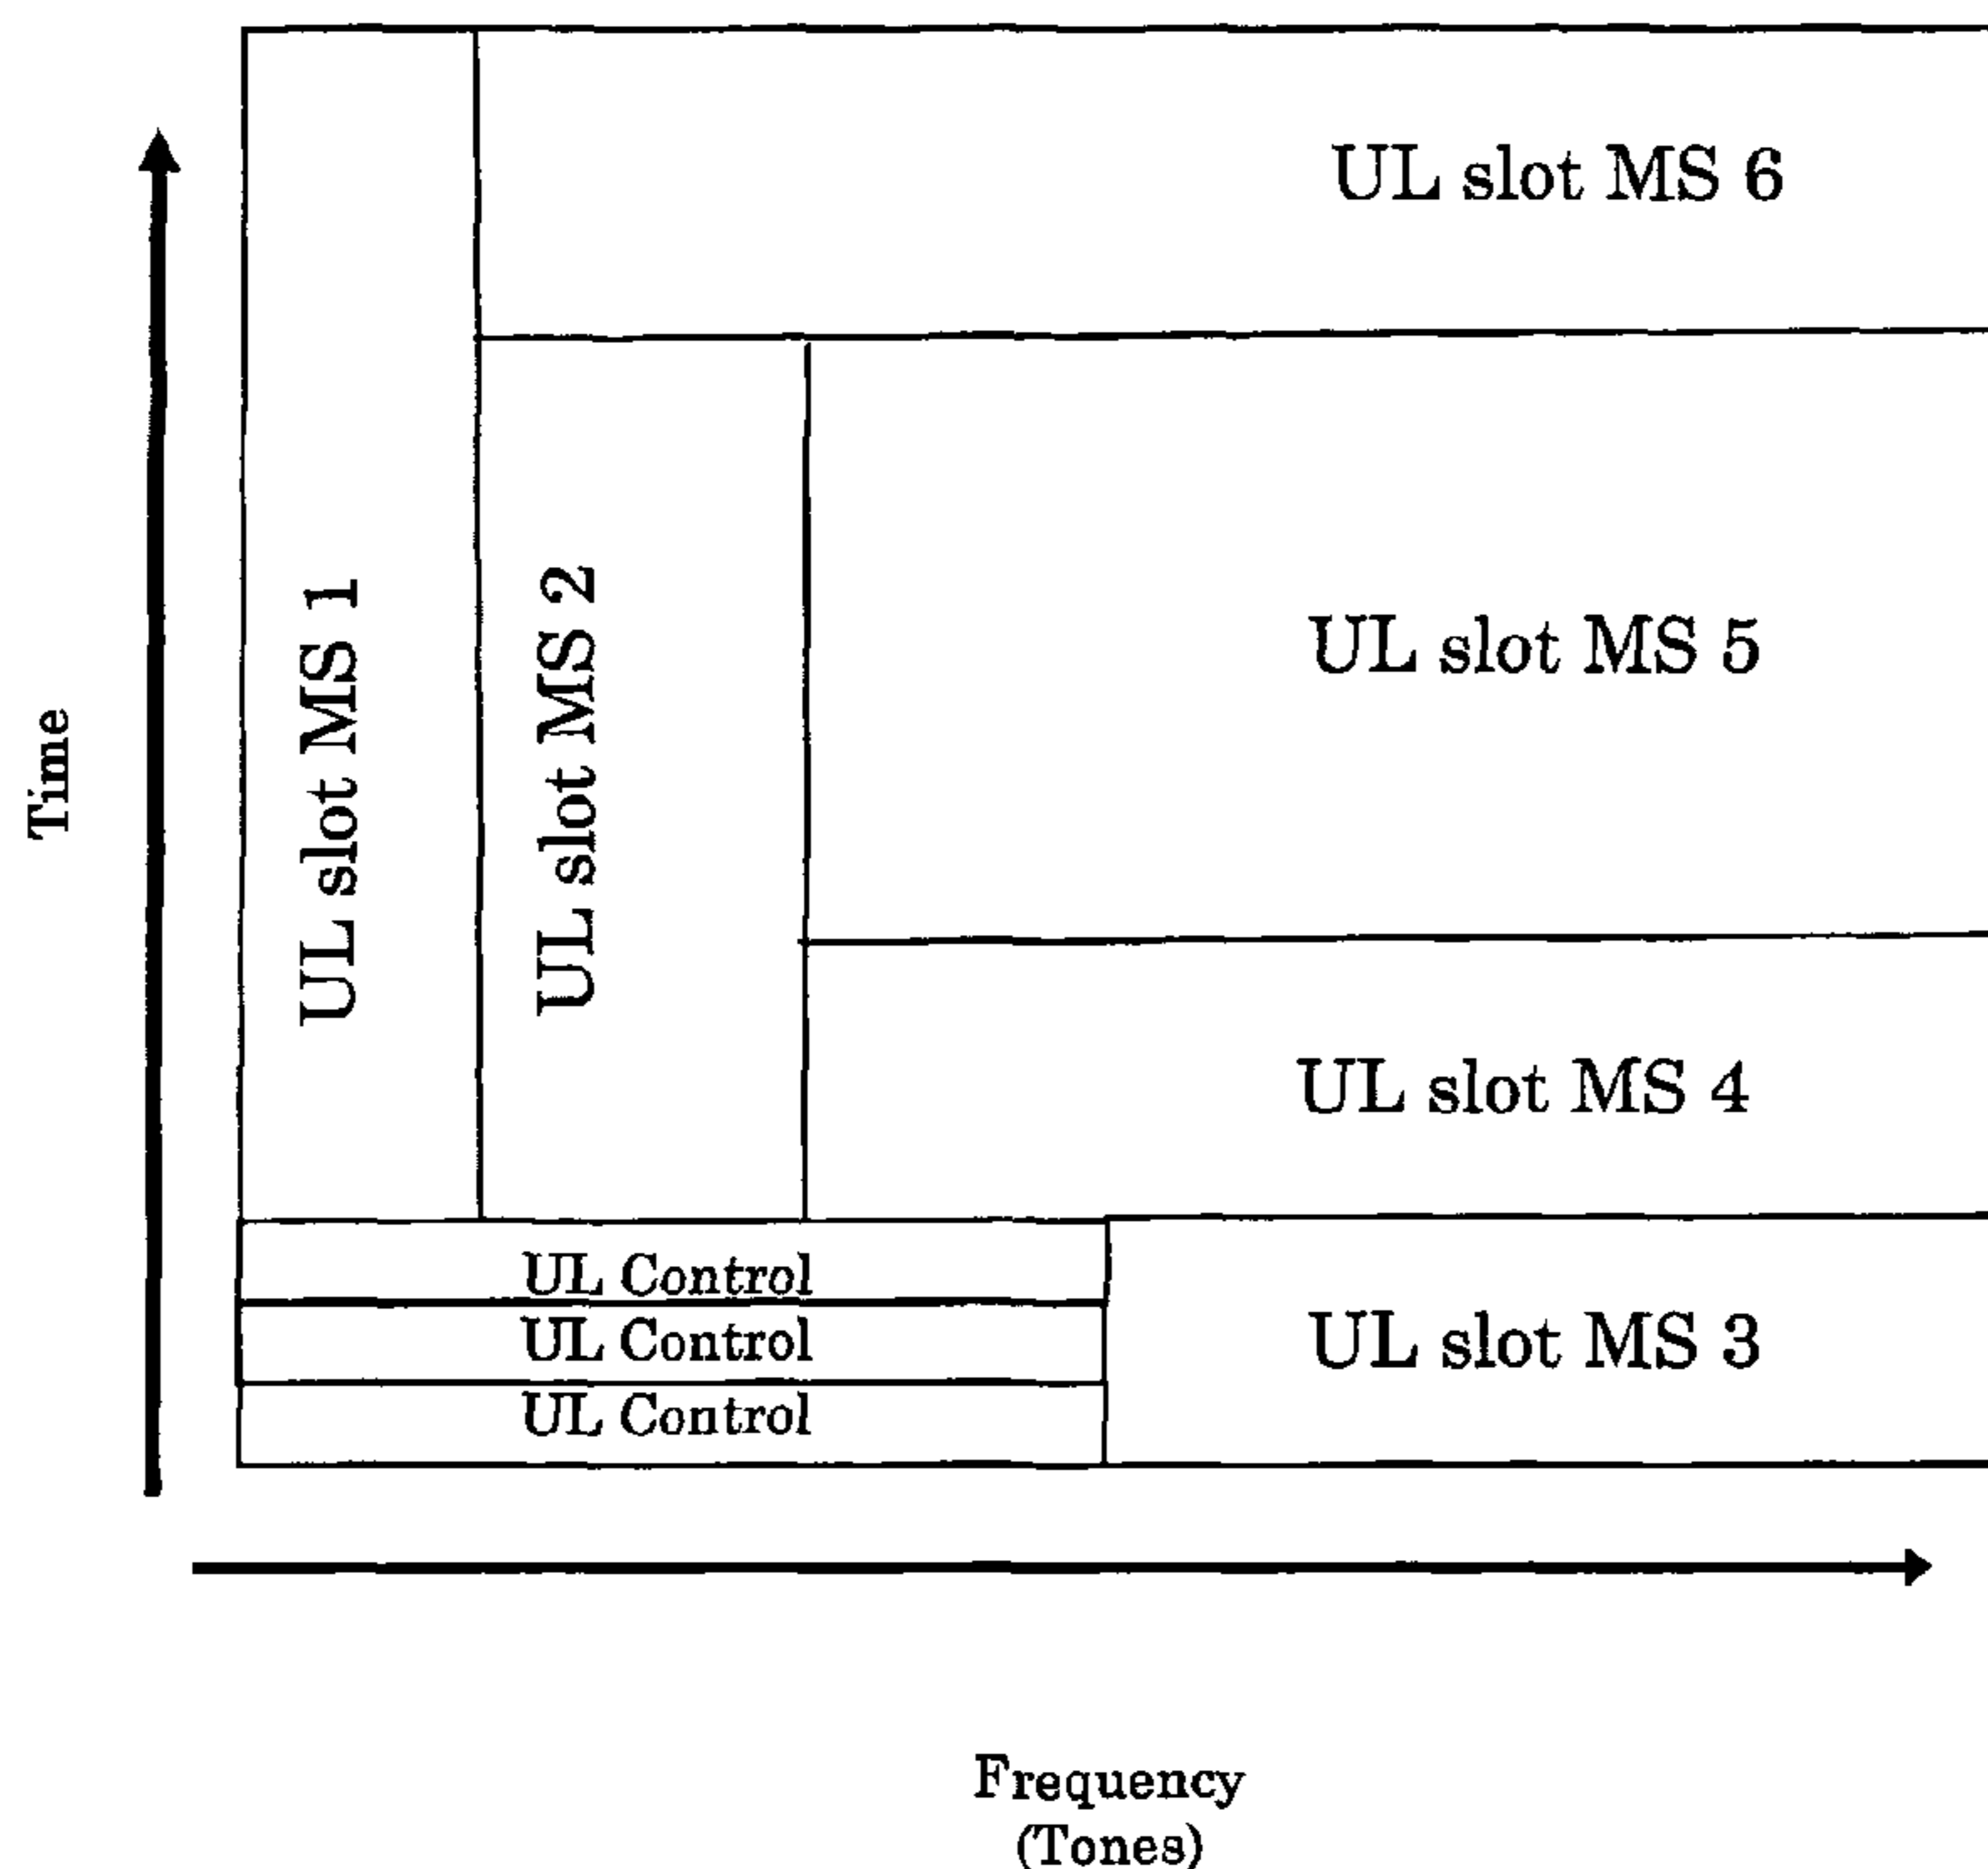 UL slot MS 6
UL slot MS 1
UL slot MS 2
UL slot MS 5
Time
UL slot MS 4
UL Control
UL Control
UL Control
UL slot MS 3
Frequency
(Tones)